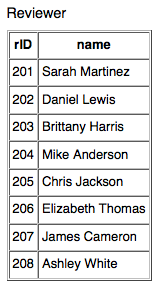 Reviewer
rID name
201 Sarah Martinez
202 Daniel Lewis
203 Brittany Harris
204 Mike Anderson
205 Chris Jackson
206 Elizabeth Thomas
207 James Cameron
208 Ashley White